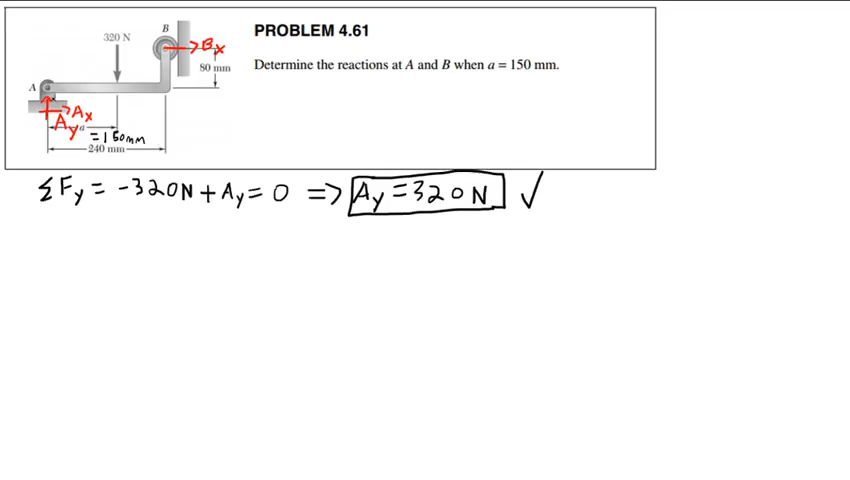 PROBLEM 4.61
Determine the reactions at A and B when a = 150 mm.
B
320 N
Bx
80 mm
A
Ax
Ay
a
= 150mm
240 mm
ΣFy = -320N + Ay = 0 => Ay = 320 N ✓